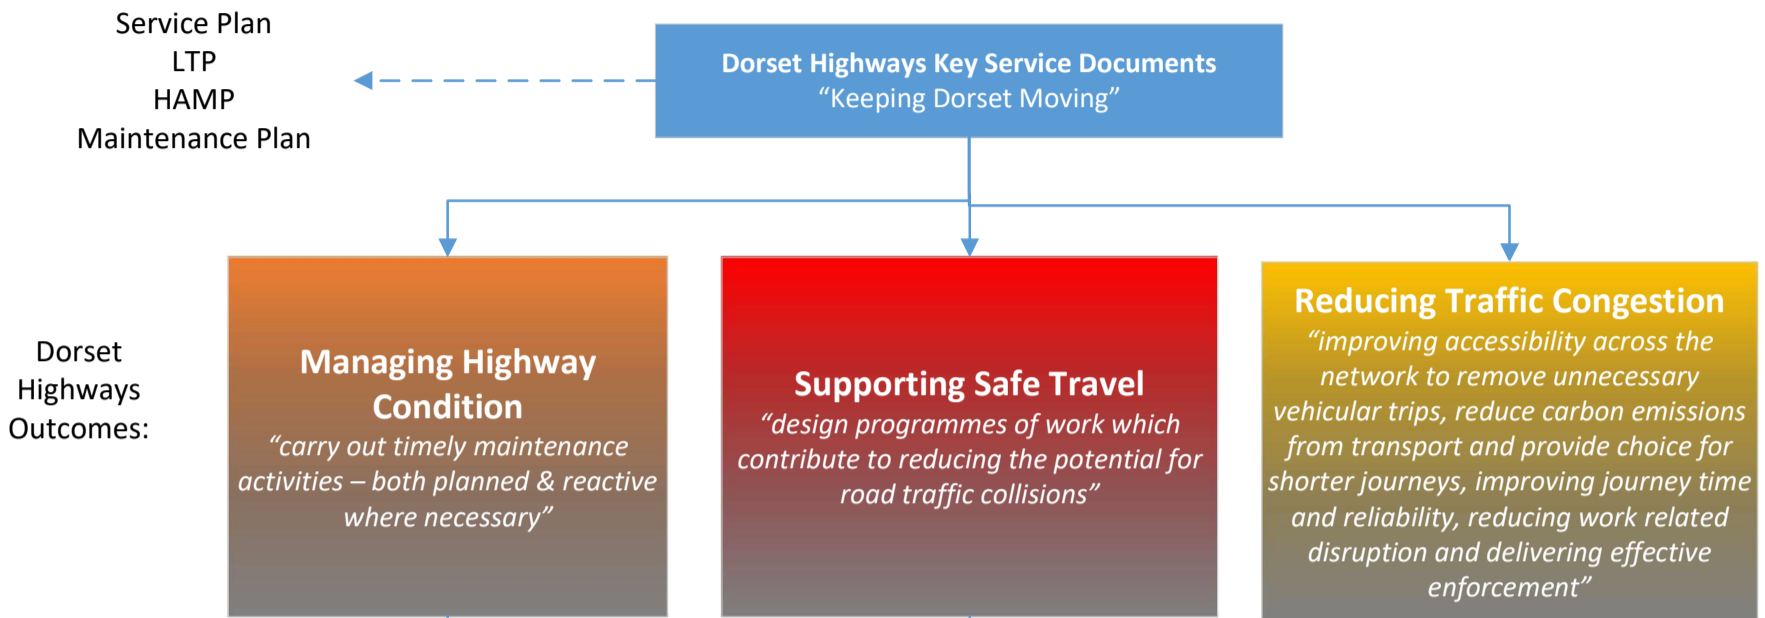 Service Plan
LTP
HAMP
Maintenance Plan
Dorset Highways Key Service Documents
“Keeping Dorset Moving”
Dorset
Highways
Outcomes:
Managing Highway
Condition
“carry out timely maintenance
activities – both planned & reactive
where necessary”
Supporting Safe Travel
“design programmes of work which
contribute to reducing the potential for
road traffic collisions”
Reducing Traffic Congestion
“improving accessibility across the
network to remove unnecessary
vehicular trips, reduce carbon emissions
from transport and provide choice for
shorter journeys, improving journey time
and reliability, reducing work related
disruption and delivering effective
enforcement”